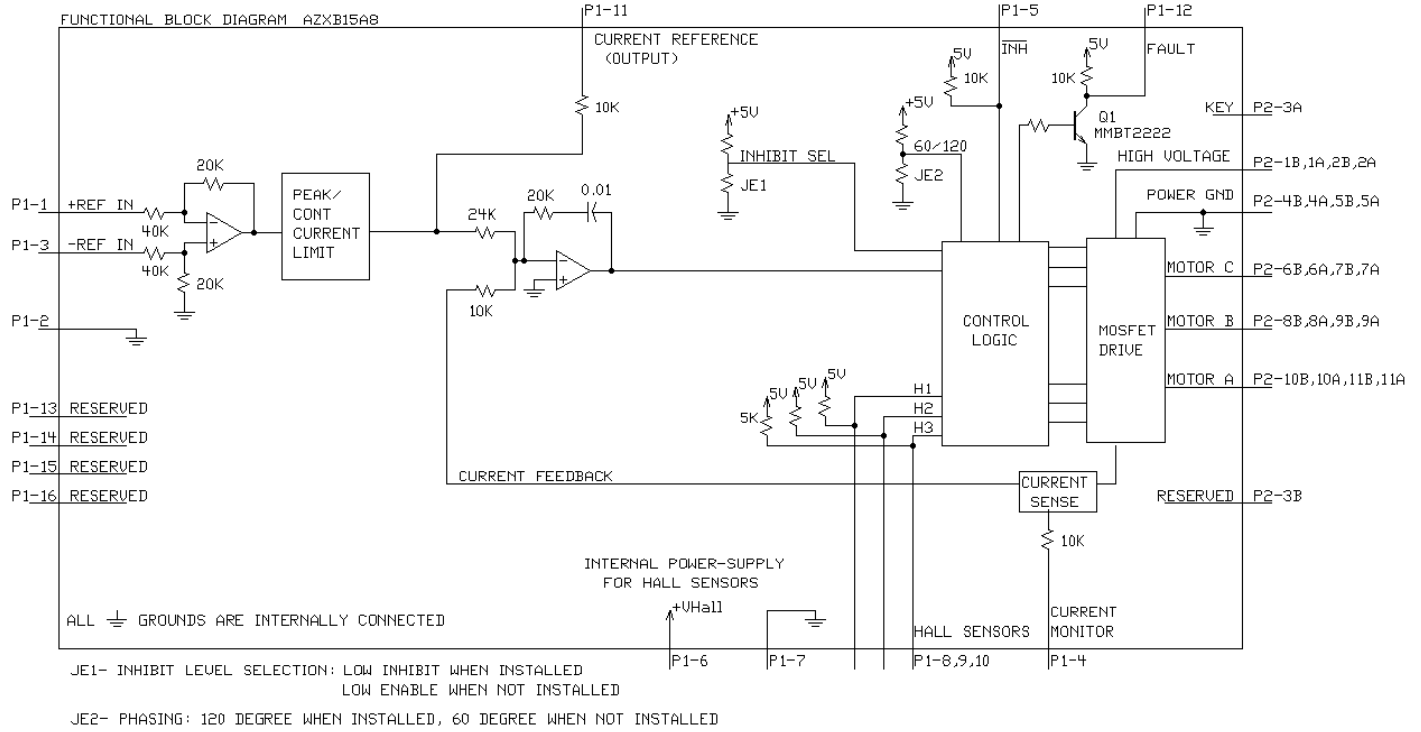 FUNCTIONAL BLOCK DIAGRAM AZXB15A8
P1-11
P1-5
P1-12
CURRENT REFERENCE
(OUTPUT)
10K
5V
10K
INH
5V
10K
FAULT
Q1
MMBT2222
KEY
P2-3A
HIGH VOLTAGE
P2-1B,1A,2B,2A
POWER GND
P2-4B,4A,5B,5A
+5V
INHIBIT SEL
JE1
+5V
60/120
JE2
20K
P1-1
+REF IN
40K
P1-3
-REF IN
40K
20K
PEAK/
CONT
CURRENT
LIMIT
24K
20K
0.01
10K
P1-2
CONTROL
LOGIC
MOSFET
DRIVE
MOTOR C
P2-6B,6A,7B,7A
MOTOR B
P2-8B,8A,9B,9A
MOTOR A
P2-10B,10A,11B,11A
5V
5V
5V
5K
H1
H2
H3
P1-13 RESERVED
P1-14 RESERVED
P1-15 RESERVED
P1-16 RESERVED
CURRENT FEEDBACK
CURRENT
SENSE
RESERVED
P2-3B
10K
INTERNAL POWER-SUPPLY
FOR HALL SENSORS
+VHall
ALL GROUNDS ARE INTERNALLY CONNECTED
HALL SENSORS
CURRENT
MONITOR
P1-6
P1-7
P1-8,9,10
P1-4
JE1- INHIBIT LEVEL SELECTION: LOW INHIBIT WHEN INSTALLED
LOW ENABLE WHEN NOT INSTALLED
JE2- PHASING: 120 DEGREE WHEN INSTALLED, 60 DEGREE WHEN NOT INSTALLED